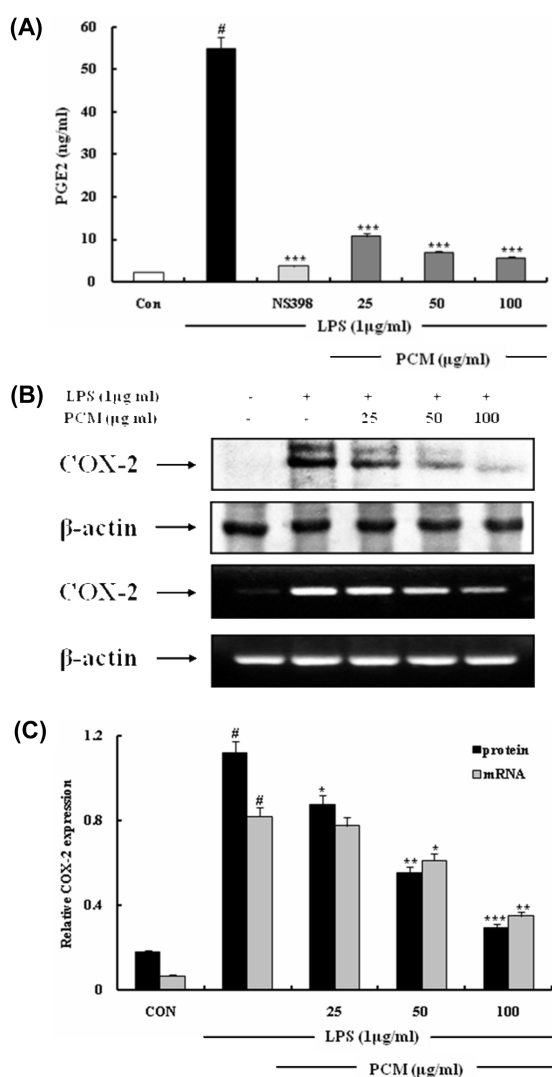 (A)
#
60
50
40
30
20
10
0
PGE2 (ng/ml)
***
***
***
***
Con
NS398
25
50
100
LPS (1μg/ml)
PCM (μg/ml)
(B)
LPS (1μg ml) - + + + +
PCM (μg ml) - - 25 50 100
COX-2
β-actin
COX-2
β-actin
(C)
1.2
0.8
0.4
0
Relative COX-2 expression
protein
mRNA
#
#
*
**
*
***
**
CON
25
50
100
LPS (1μg/ml)
PCM (μg/ml)